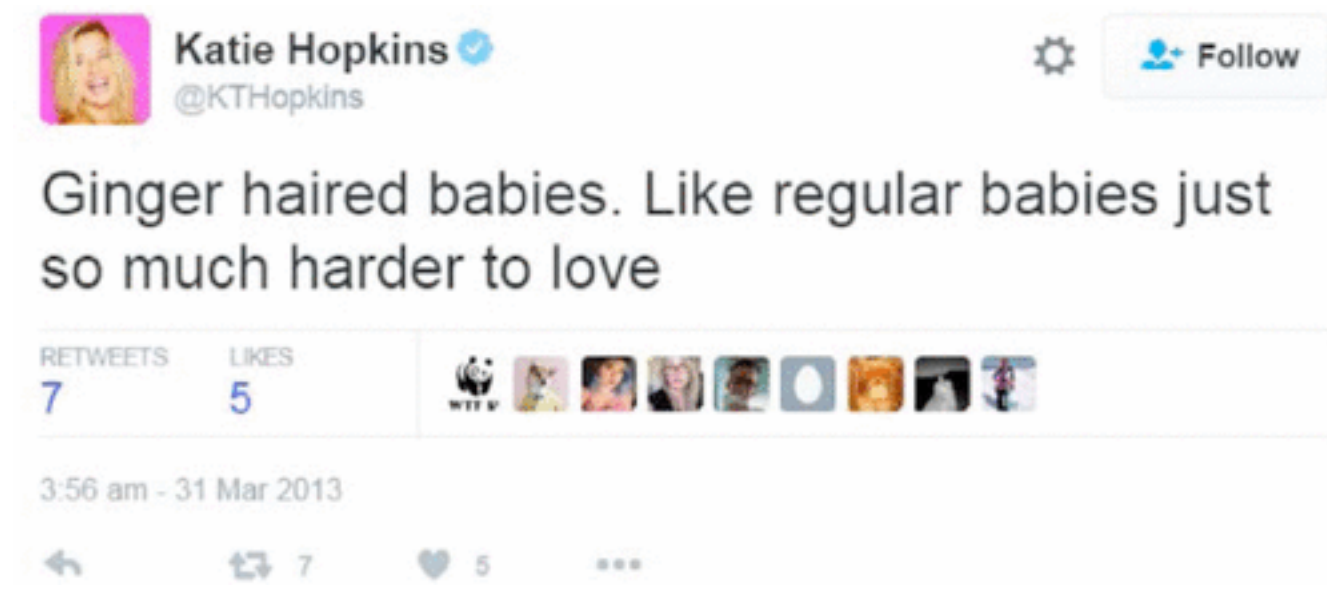 Katie Hopkins
@KTHopkins
Follow
Ginger haired babies. Like regular babies just
so much harder to love
RETWEETS LIKES
7 5
3:56 am - 31 Mar 2013
7 5